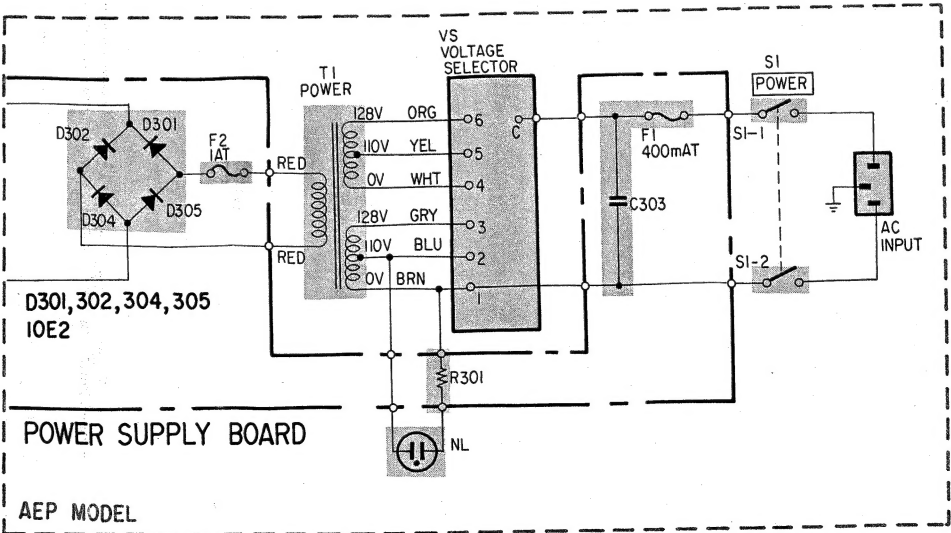 VS
VOLTAGE
SELECTOR
S1
POWER
T1
POWER
128V ORG 6 C
D302 D301
F2
1AT
F1
400mAT
S1-1
110V YEL 5
RED
0V WHT 4
D304 D305
128V GRY 3
C303
AC
INPUT
110V BLU 2
RED
S1-2
0V BRN 1
D301, 302, 304, 305
10E2
R301
NL
POWER SUPPLY BOARD
AEP MODEL